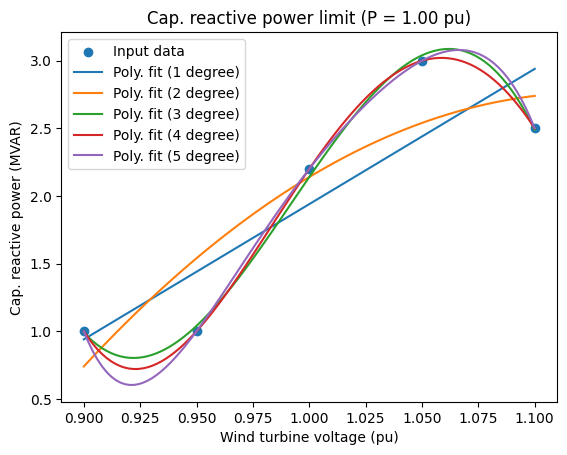 Cap. reactive power limit (P = 1.00 pu)
Input data
Poly. fit (1 degree)
Poly. fit (2 degree)
Poly. fit (3 degree)
Poly. fit (4 degree)
Poly. fit (5 degree)
Cap. reactive power (MVAR)
3.0
2.5
2.0
1.5
1.0
0.5
0.900 0.925 0.950 0.975 1.000 1.025 1.050 1.075 1.100
Wind turbine voltage (pu)